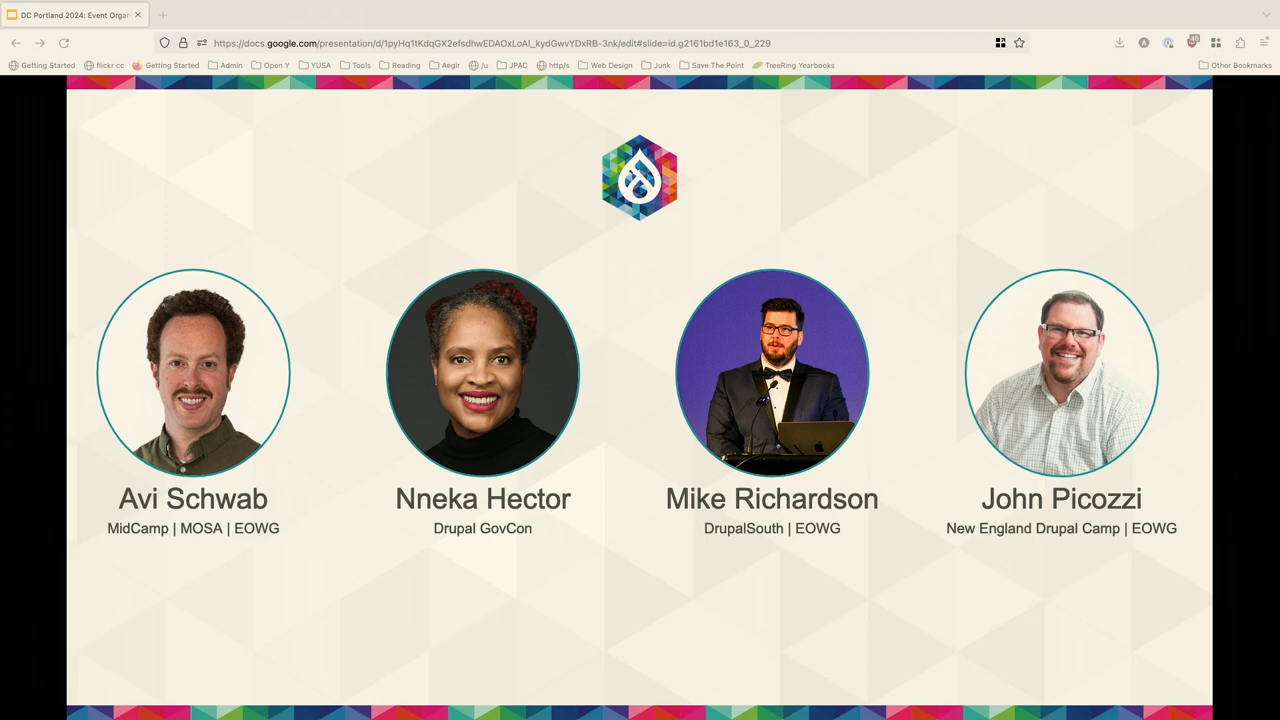 DC Portland 2024: Event Organ
https://docs.google.com/presentation/d/1pyHq1tKdqGX2efsdhwEDAOxLoAI_kydGwvYDxRB-3nk/edit#slide=id.g2161bd1e163_0_229
Getting Started flickr cc Getting Started Admin Open Y YUSA Tools Reading Aegir /u JPAC http/s Web Design Junk Save The Point TreeRing Yearbooks Other Bookmarks
Avi Schwab
MidCamp | MOSA | EOWG
Nneka Hector
Drupal GovCon
Mike Richardson
DrupalSouth | EOWG
John Picozzi
New England Drupal Camp | EOWG